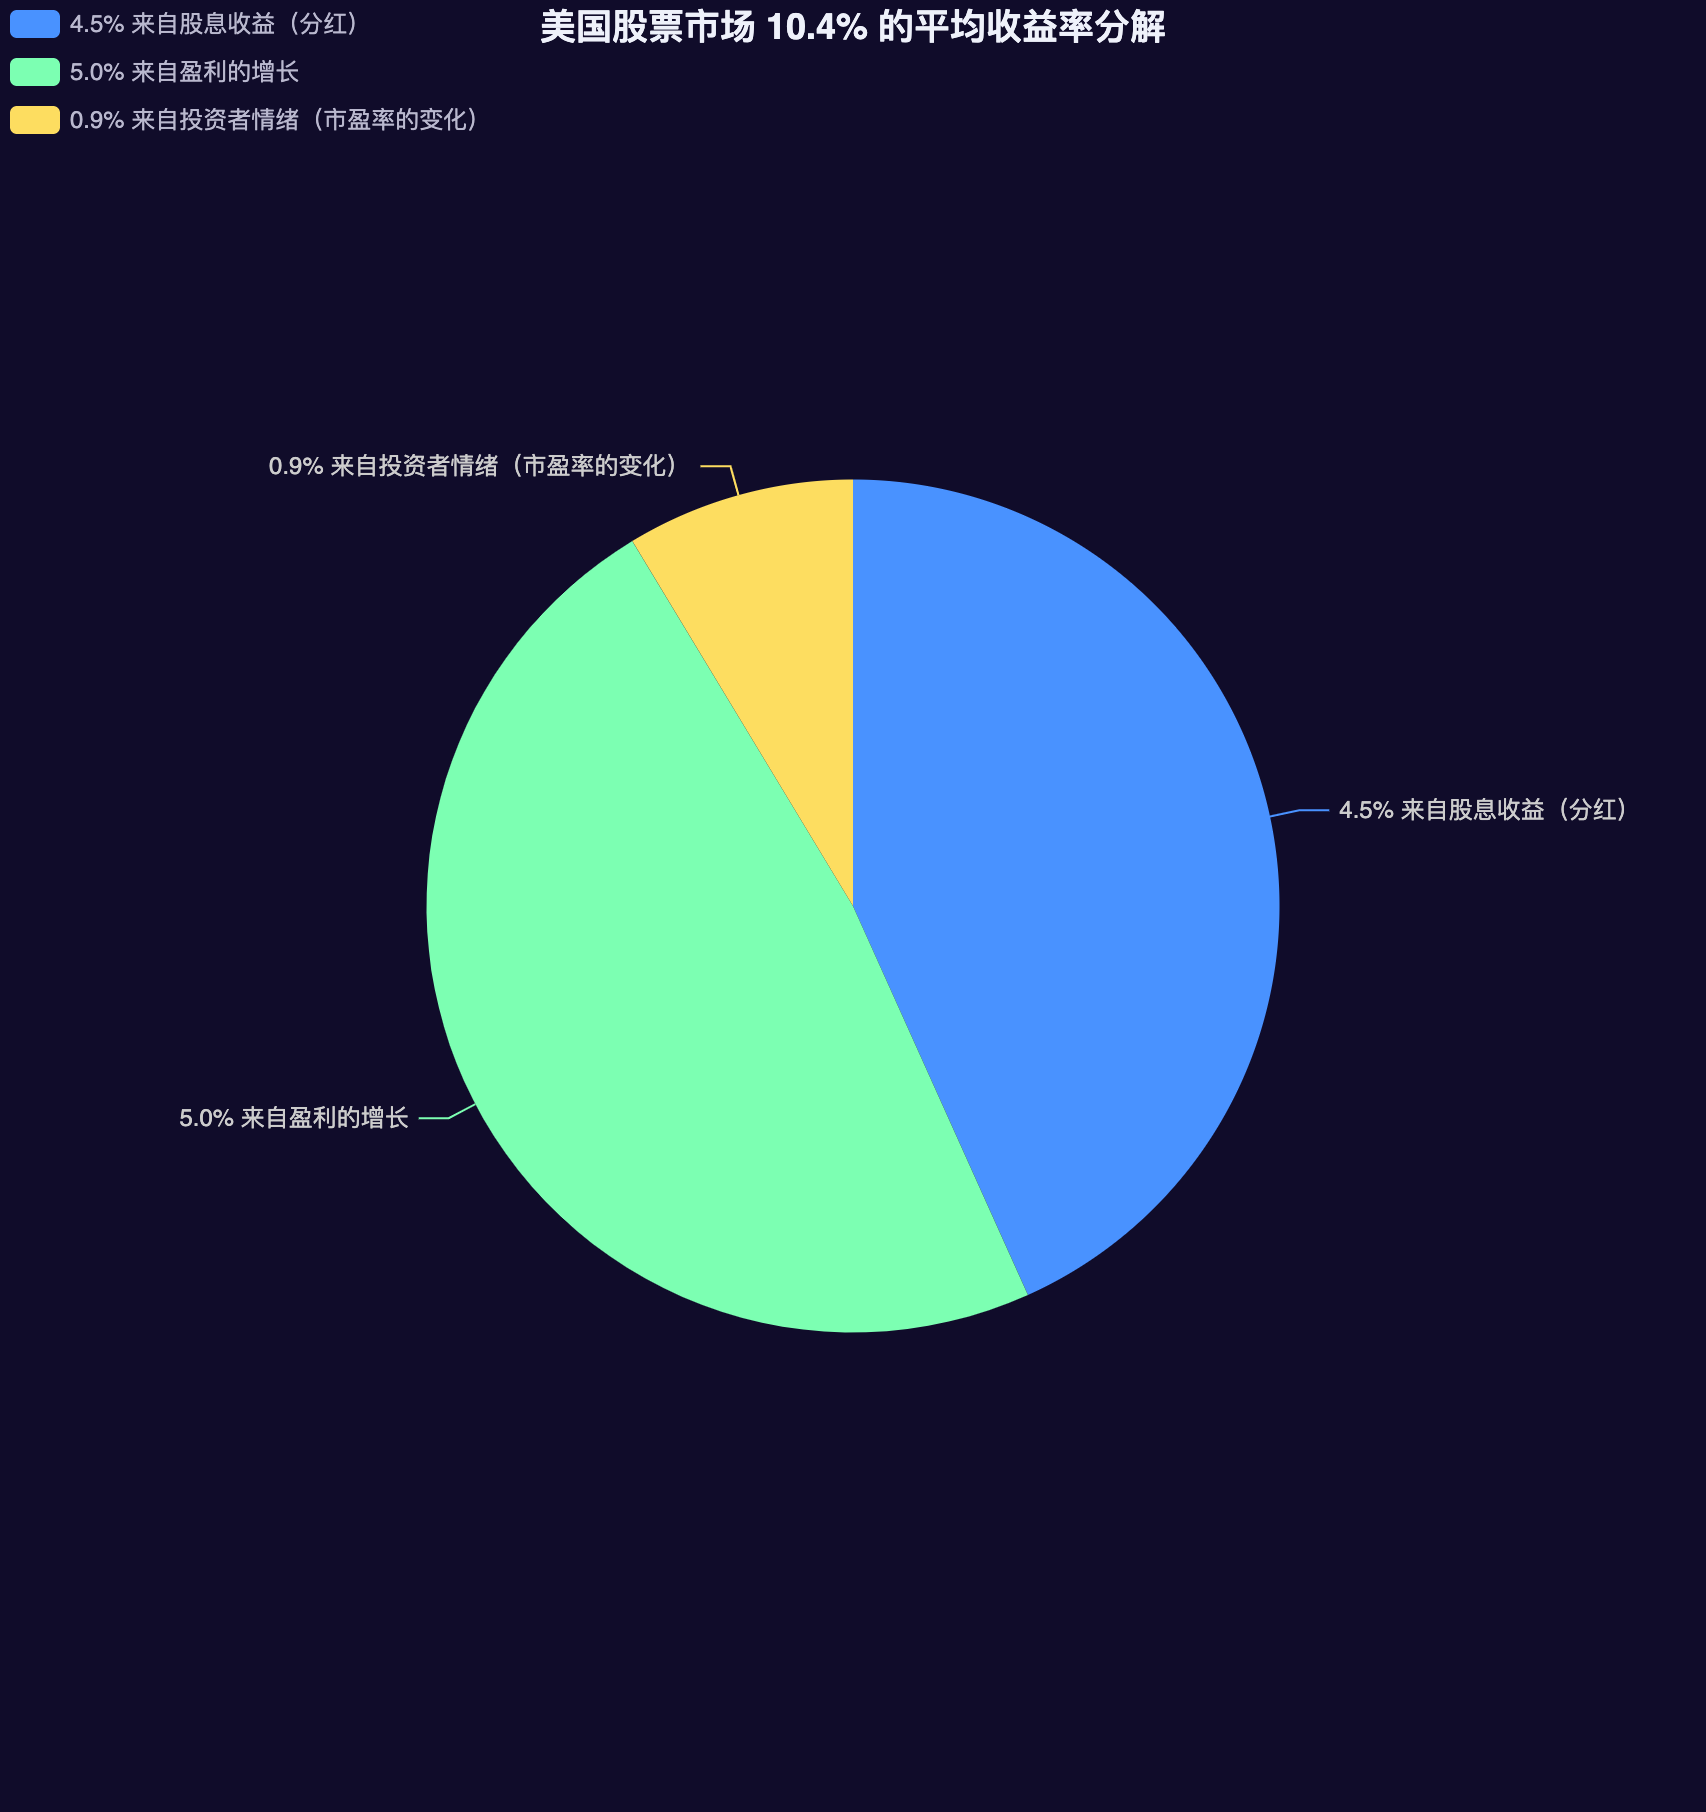 美国股票市场 10.4% 的平均收益率分解
4.5% 来自股息收益（分红）
5.0% 来自盈利的增长
0.9% 来自投资者情绪（市盈率的变化）
0.9% 来自投资者情绪（市盈率的变化）
4.5% 来自股息收益（分红）
5.0% 来自盈利的增长